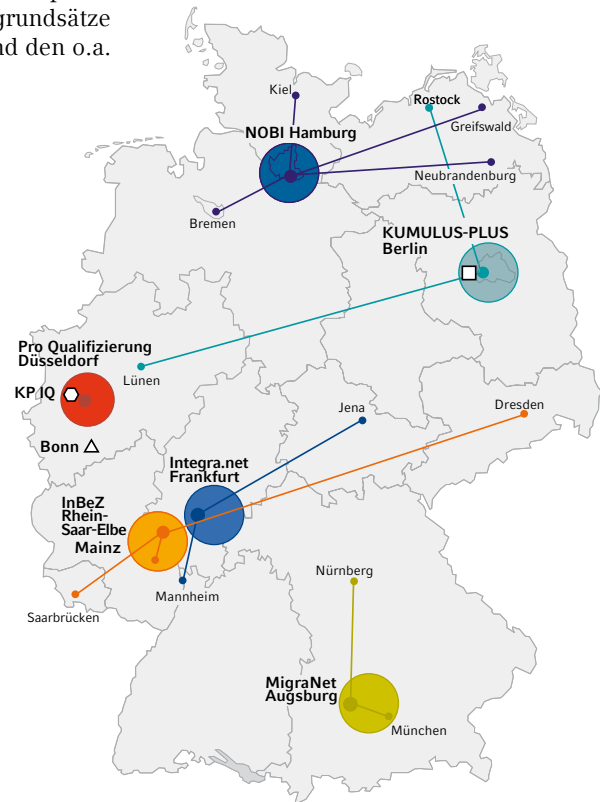 grundsätze
nd den o.a.
Kiel
Rostock
Greifswald
NOBI Hamburg
Neubrandenburg
Bremen
KUMULUS-PLUS
Berlin
Pro Qualifizierung
Düsseldorf
Lünen
KP IQ
Jena
Dresden
Bonn
Integra.net
Frankfurt
InBeZ
Rhein-
Saar-Elbe
Mainz
Nürnberg
Mannheim
Saarbrücken
MigraNet
Augsburg
München